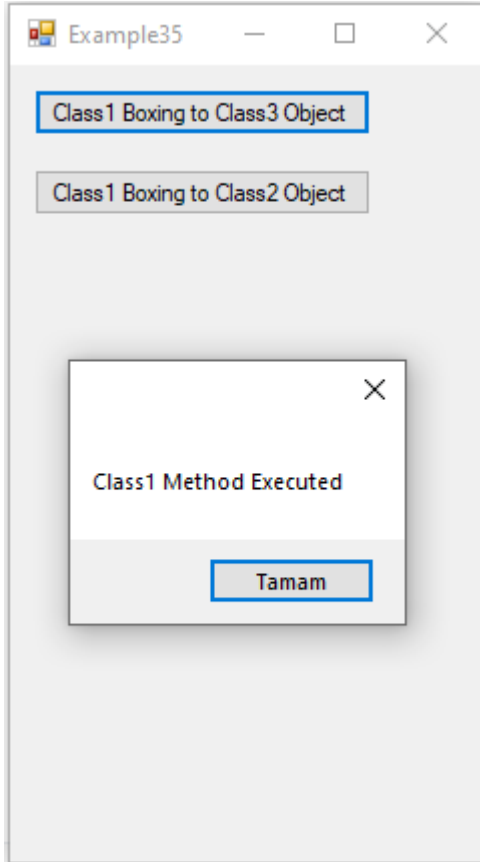 Example35
Class1 Boxing to Class3 Object
Class1 Boxing to Class2 Object
Class1 Method Executed
Tamam